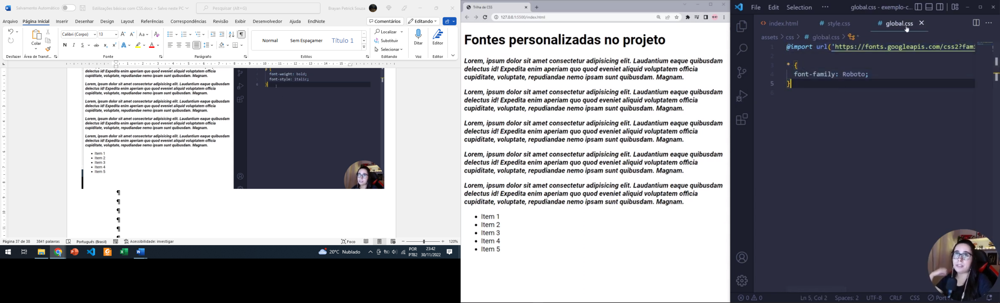 Salvamento Automático
Estilizações básicas com CSS.docx • Salvo neste PC
Pesquisar (Alt+G)
Brayan Petrick Souza
Arquivo Página Inicial Inserir Desenhar Design Layout Referências Correspondências Revisão Exibir Desenvolvedor Ajuda EndNote
Comentários Editando
Colar
Calibri (Corpo) 13
Aa
N I S ab x₂ x²
Normal Sem Espaçamer Título 1
Localizar
Substituir
Selecionar
Ditar
Editor
Desfazer Área de Transf... Fonte Parágrafo Estilos Editando Voz Editor
delectus id! Expedita enim aperiam quo quod eveniet aliquid voluptatem officia
cupiditate, voluptate, repudiandae nemo ipsam sunt quibusdam. Magnam.
Lorem, ipsum dolor sit amet consectetur adipisicing elit. Laudantium eaque quibusdam
delectus id! Expedita enim aperiam quo quod eveniet aliquid voluptatem officia
cupiditate, voluptate, repudiandae nemo ipsam sunt quibusdam. Magnam.
Lorem, ipsum dolor sit amet consectetur adipisicing elit. Laudantium eaque quibusdam
delectus id! Expedita enim aperiam quo quod eveniet aliquid voluptatem officia
cupiditate, voluptate, repudiandae nemo ipsam sunt quibusdam. Magnam.
Lorem, ipsum dolor sit amet consectetur adipisicing elit. Laudantium eaque quibusdam
delectus id! Expedita enim aperiam quo quod eveniet aliquid voluptatem officia
cupiditate, voluptate, repudiandae nemo ipsam sunt quibusdam. Magnam.
Lorem, ipsum dolor sit amet consectetur adipisicing elit. Laudantium eaque quibusdam
delectus id! Expedita enim aperiam quo quod eveniet aliquid voluptatem officia
cupiditate, voluptate, repudiandae nemo ipsam sunt quibusdam. Magnam.
• Item 1
• Item 2
• Item 3
• Item 4
• Item 5
p {
font-weight: bold;
font-style: italic;
6 }
¶
¶
¶
¶
¶
Página 37 de 38 3841 palavras Português (Brasil) Acessibilidade: investigar
Foco 120%
20°C Nublado
POR
PTB2
23:42
30/11/2022
Trilha de CSS
127.0.0.1:5500/index.html
Fontes personalizadas no projeto
Lorem, ipsum dolor sit amet consectetur adipisicing elit. Laudantium eaque quibusdam
delectus id! Expedita enim aperiam quo quod eveniet aliquid voluptatem officia
cupiditate, voluptate, repudiandae nemo ipsam sunt quibusdam. Magnam.
Lorem, ipsum dolor sit amet consectetur adipisicing elit. Laudantium eaque quibusdam
delectus id! Expedita enim aperiam quo quod eveniet aliquid voluptatem officia
cupiditate, voluptate, repudiandae nemo ipsam sunt quibusdam. Magnam.
Lorem, ipsum dolor sit amet consectetur adipisicing elit. Laudantium eaque quibusdam
delectus id! Expedita enim aperiam quo quod eveniet aliquid voluptatem officia
cupiditate, voluptate, repudiandae nemo ipsam sunt quibusdam. Magnam.
Lorem, ipsum dolor sit amet consectetur adipisicing elit. Laudantium eaque quibusdam
delectus id! Expedita enim aperiam quo quod eveniet aliquid voluptatem officia
cupiditate, voluptate, repudiandae nemo ipsam sunt quibusdam. Magnam.
Lorem, ipsum dolor sit amet consectetur adipisicing elit. Laudantium eaque quibusdam
delectus id! Expedita enim aperiam quo quod eveniet aliquid voluptatem officia
cupiditate, voluptate, repudiandae nemo ipsam sunt quibusdam. Magnam.
• Item 1
• Item 2
• Item 3
• Item 4
• Item 5
File Edit Selection ··· global.css - exemplo-c...
index.html # style.css # global.css
assets > css > # global.css > *
1 @import url('https://fonts.googleapis.com/css2?fami
2
3 * {
4 font-family: Roboto;
5 }
6
0 0 Ln 5, Col 2 Spaces: 2 UTF-8 CRLF CSS Port